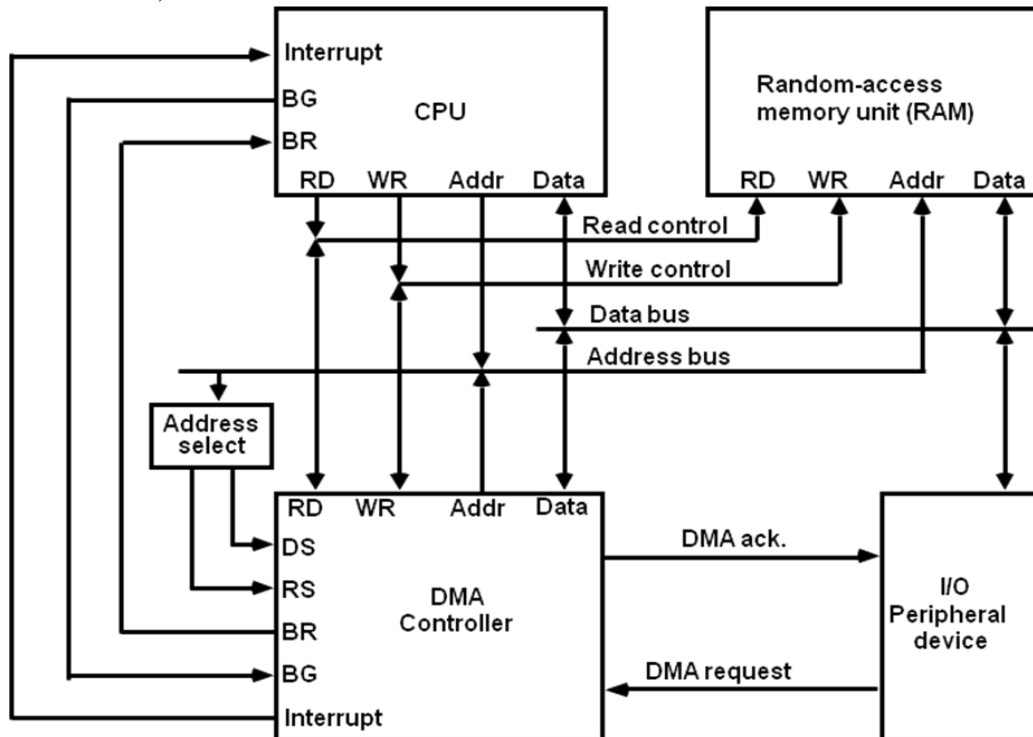 Interrupt
BG
CPU
BR
RD WR Addr Data
Random-access
memory unit (RAM)
RD WR Addr Data
Read control
Write control
Data bus
Address bus
Address
select
RD WR Addr Data
DS
RS
BR
BG
Interrupt
DMA
Controller
DMA ack.
DMA request
I/O
Peripheral
device